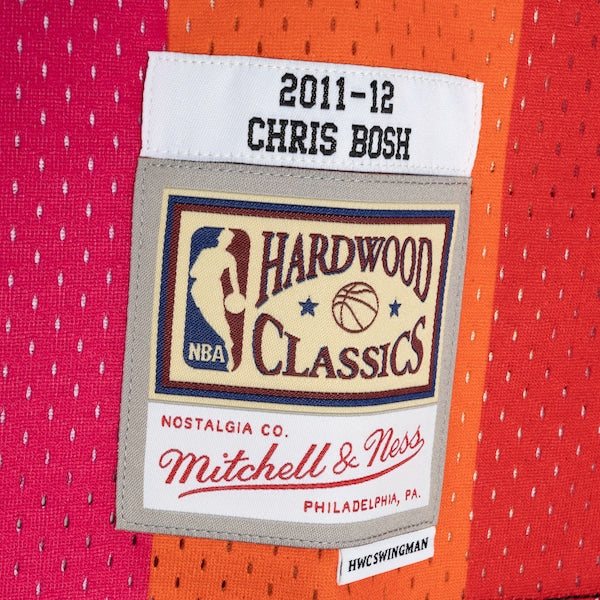 2011-12
CHRIS BOSH
HARDWOOD
NBA
CLASSICS
NOSTALGIA CO.
Mitchell & Ness
PHILADELPHIA, PA.
HWCSWINGMAN